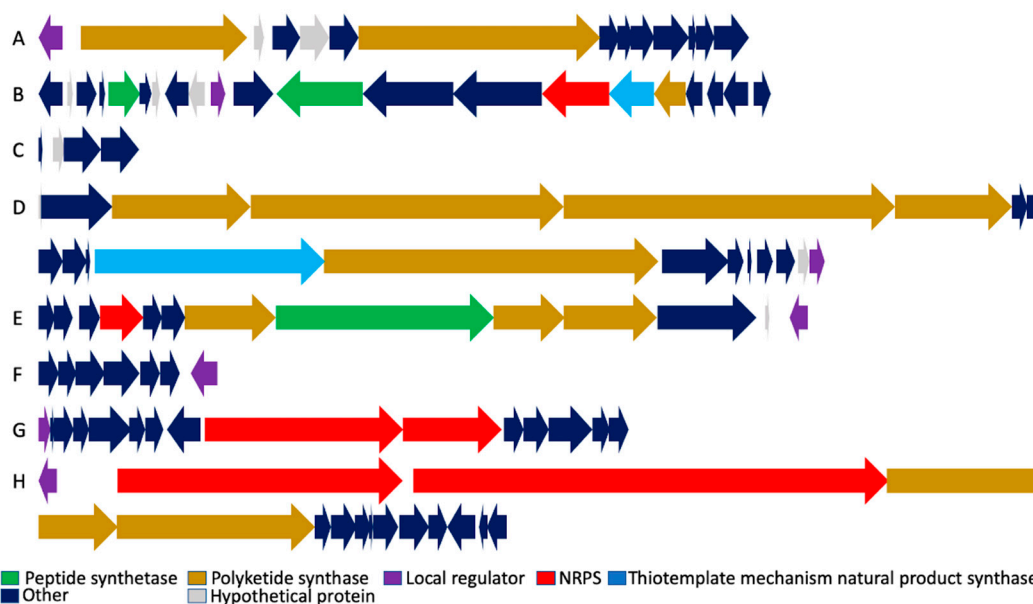 A
B
C
D
E
F
G
H
Peptide synthetase Polyketide synthase Local regulator NRPS Thiotemplate mechanism natural product synthase
Other Hypothetical protein